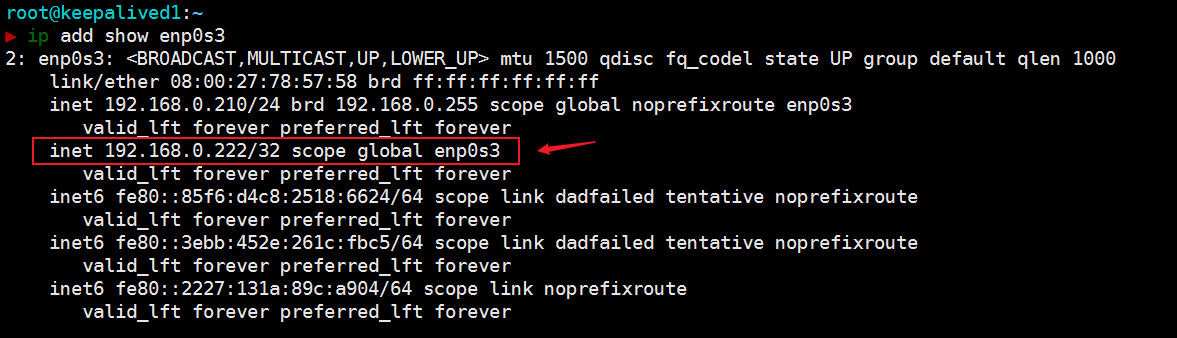 root@keepalived1:~
► ip add show enp0s3
2: enp0s3: <BROADCAST,MULTICAST,UP,LOWER_UP> mtu 1500 qdisc fq_codel state UP group default qlen 1000
    link/ether 08:00:27:78:57:58 brd ff:ff:ff:ff:ff:ff
    inet 192.168.0.210/24 brd 192.168.0.255 scope global noprefixroute enp0s3
       valid_lft forever preferred_lft forever
    inet 192.168.0.222/32 scope global enp0s3
       valid_lft forever preferred_lft forever
    inet6 fe80::85f6:d4c8:2518:6624/64 scope link dadfailed tentative noprefixroute
       valid_lft forever preferred_lft forever
    inet6 fe80::3ebb:452e:261c:fbc5/64 scope link dadfailed tentative noprefixroute
       valid_lft forever preferred_lft forever
    inet6 fe80::2227:131a:89c:a904/64 scope link noprefixroute
       valid_lft forever preferred_lft forever